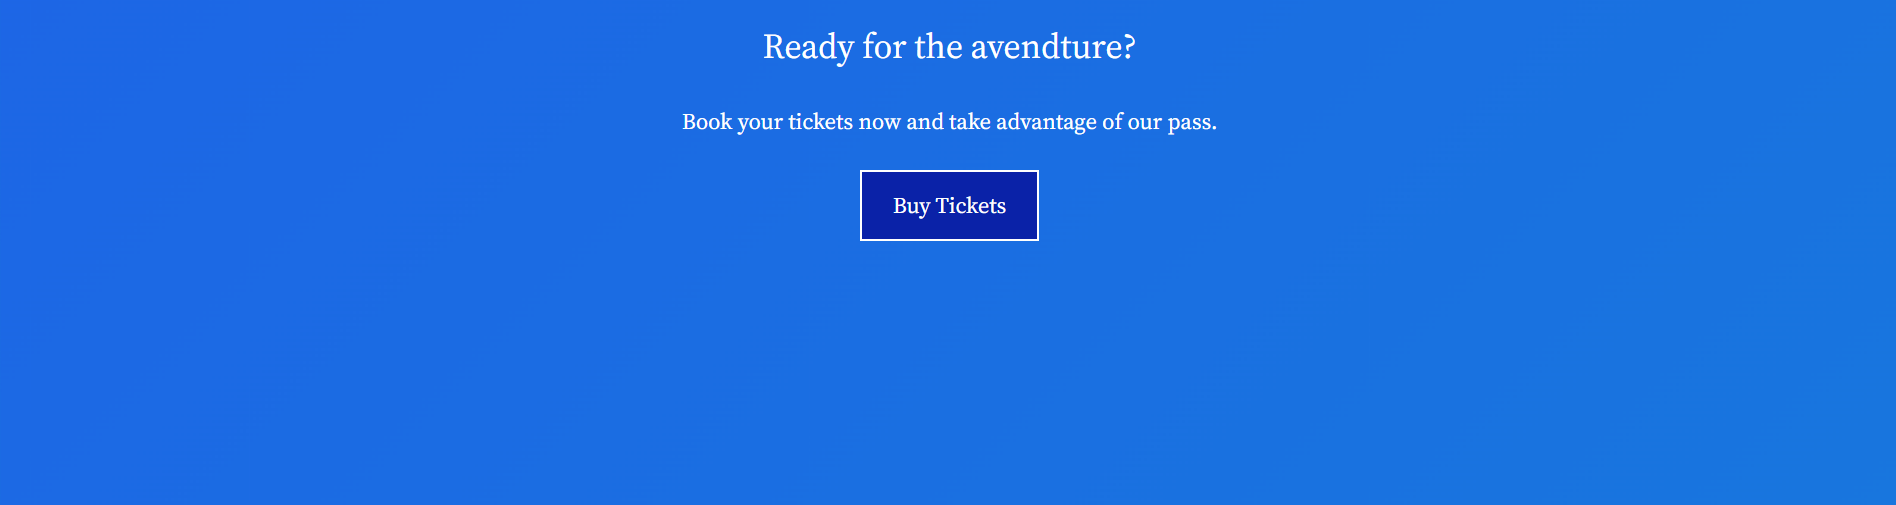 Ready for the avendture?
Book your tickets now and take advantage of our pass.
Buy Tickets